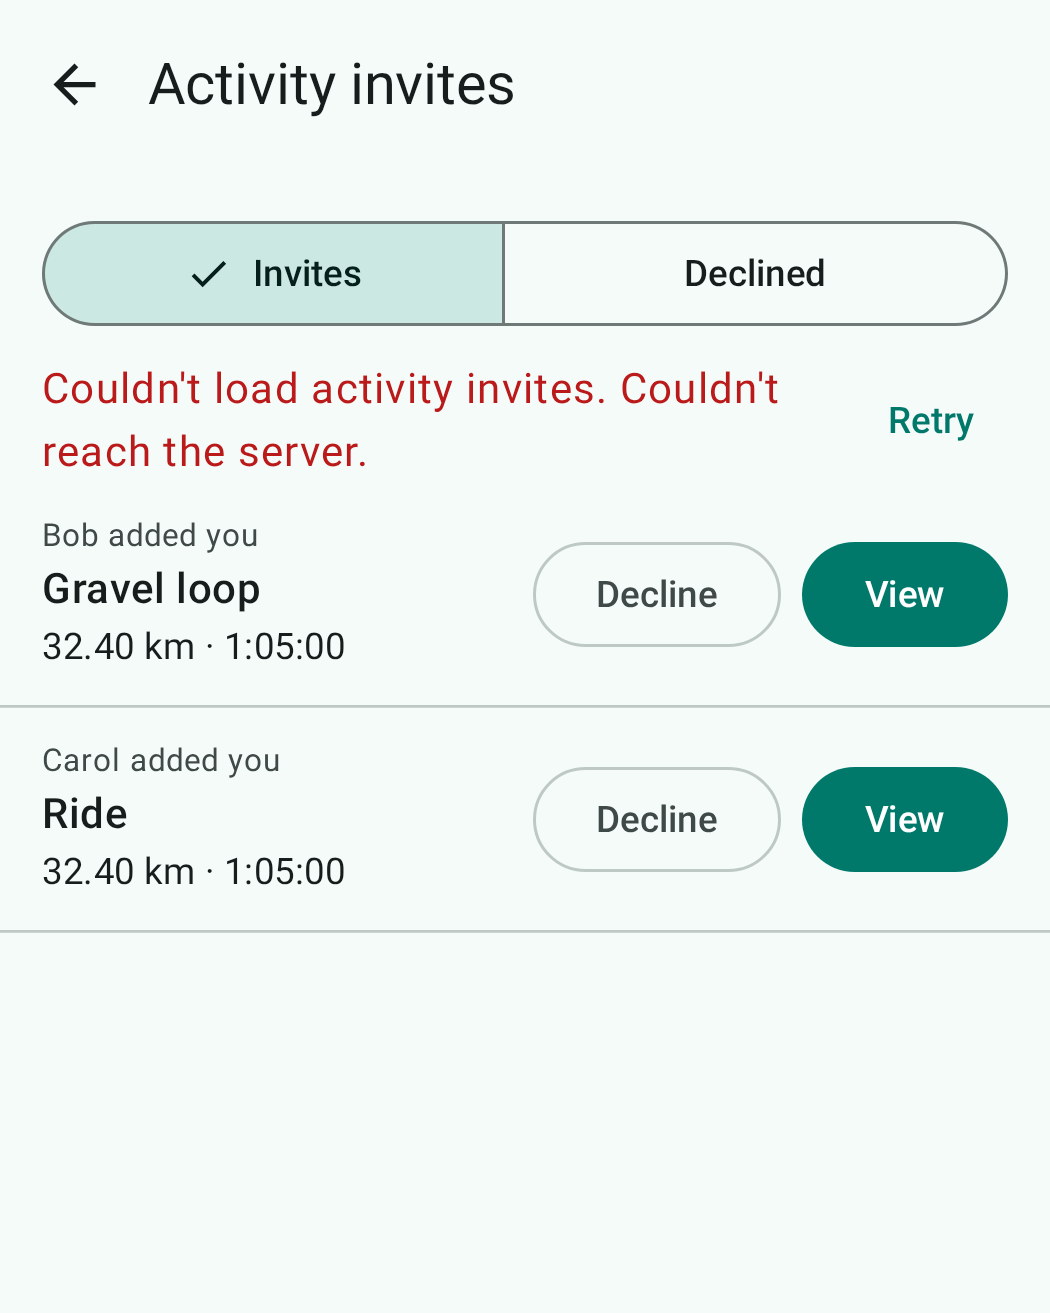 Activity invites
Invites
Declined
Couldn't load activity invites. Couldn't
reach the server.
Retry
Bob added you
Gravel loop
32.40 km · 1:05:00
Decline
View
Carol added you
Ride
32.40 km · 1:05:00
Decline
View